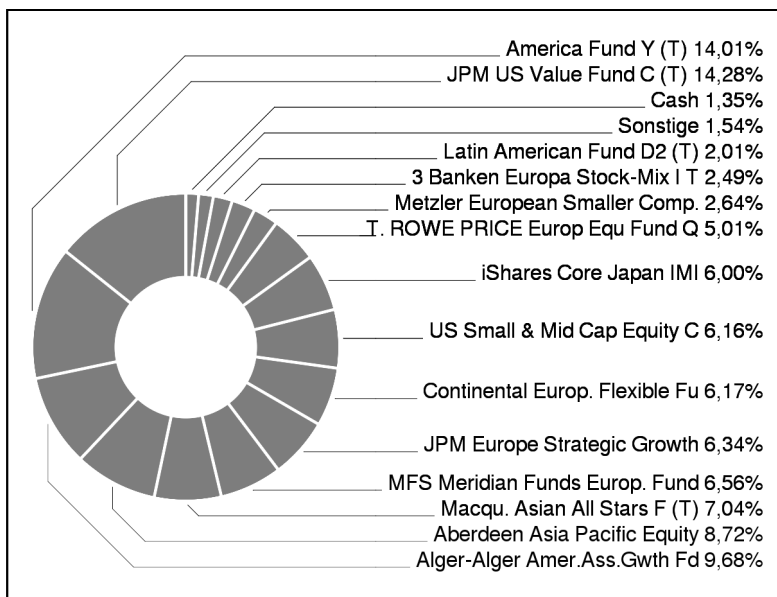 America Fund Y (T) 14,01%
JPM US Value Fund C (T) 14,28%
Cash 1,35%
Sonstige 1,54%
Latin American Fund D2 (T) 2,01%
3 Banken Europa Stock-Mix I T 2,49%
Metzler European Smaller Comp. 2,64%
T. ROWE PRICE Europ Equ Fund Q 5,01%
iShares Core Japan IMI 6,00%
US Small & Mid Cap Equity C 6,16%
Continental Europ. Flexible Fu 6,17%
JPM Europe Strategic Growth 6,34%
MFS Meridian Funds Europ. Fund 6,56%
Macqu. Asian All Stars F (T) 7,04%
Aberdeen Asia Pacific Equity 8,72%
Alger-Alger Amer.Ass.Gwth Fd 9,68%